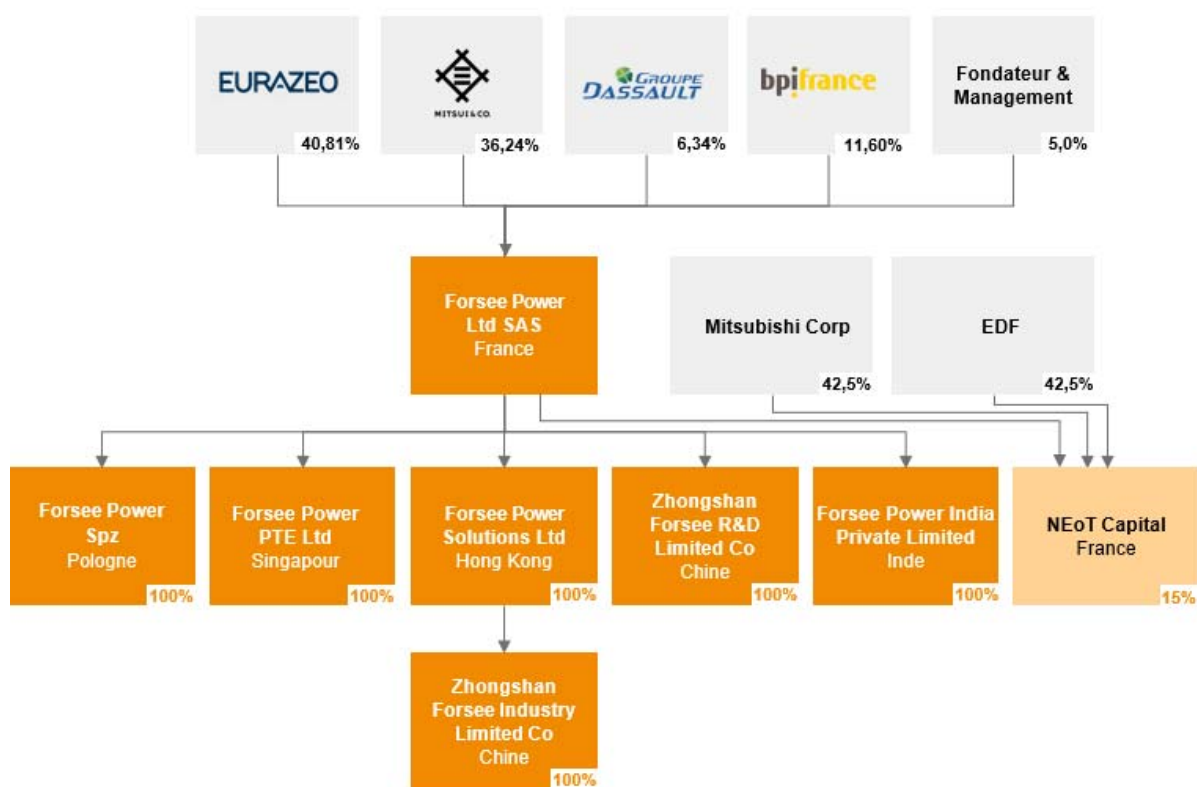 EURAZEO
40,81%
MITSUI & CO.
36,24%
GROUPE
DASSAULT
6,34%
bpifrance
11,60%
Fondateur &
Management
5,0%
Forsee Power
Ltd SAS
France
Mitsubishi Corp
42,5%
EDF
42,5%
Forsee Power
Spz
Pologne
100%
Forsee Power
PTE Ltd
Singapour
100%
Forsee Power
Solutions Ltd
Hong Kong
100%
Zhongshan
Forsee R&D
Limited Co
Chine
100%
Forsee Power India
Private Limited
Inde
100%
NEoT Capital
France
15%
Zhongshan
Forsee Industry
Limited Co
Chine
100%